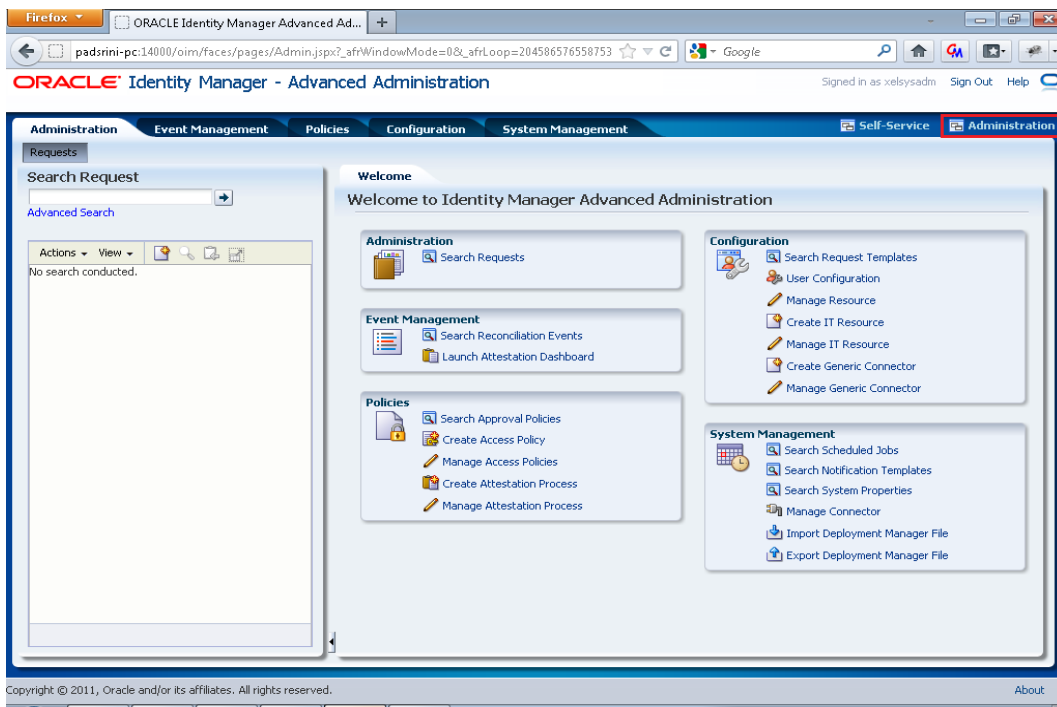 Firefox
ORACLE Identity Manager Advanced Ad...
padsrini-pc:14000/oim/faces/pages/Admin.jspx?_afrWindowMode=0&_afrLoop=204586576558753
Google
ORACLE Identity Manager - Advanced Administration
Signed in as xelsysadm Sign Out Help
Administration Event Management Policies Configuration System Management
Self-Service Administration
Requests
Search Request
Advanced Search
Actions View
No search conducted.
Welcome
Welcome to Identity Manager Advanced Administration
Administration
Search Requests
Event Management
Search Reconciliation Events
Launch Attestation Dashboard
Policies
Search Approval Policies
Create Access Policy
Manage Access Policies
Create Attestation Process
Manage Attestation Process
Configuration
Search Request Templates
User Configuration
Manage Resource
Create IT Resource
Manage IT Resource
Create Generic Connector
Manage Generic Connector
System Management
Search Scheduled Jobs
Search Notification Templates
Search System Properties
Manage Connector
Import Deployment Manager File
Export Deployment Manager File
Copyright © 2011, Oracle and/or its affiliates. All rights reserved.
About